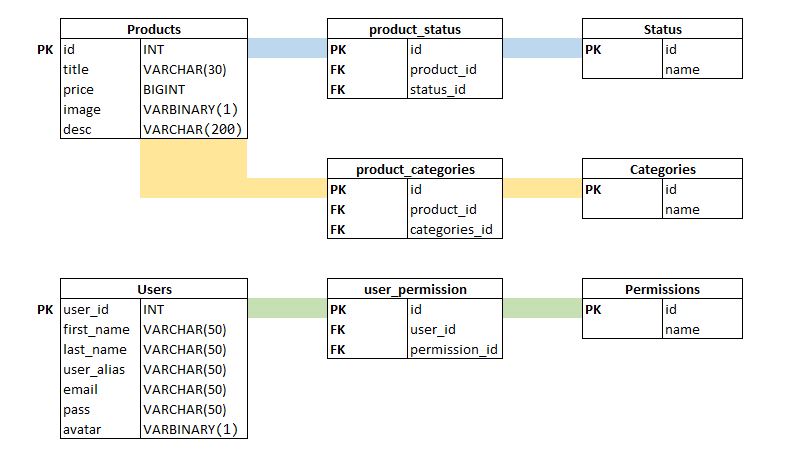 Products
PK id INT
title VARCHAR(30)
price BIGINT
image VARBINARY(1)
desc VARCHAR(200)
product_status
PK id
FK product_id
FK status_id
Status
PK id
name
product_categories
PK id
FK product_id
FK categories_id
Categories
PK id
name
Users
PK user_id INT
first_name VARCHAR(50)
last_name VARCHAR(50)
user_alias VARCHAR(50)
email VARCHAR(50)
pass VARCHAR(50)
avatar VARBINARY(1)
user_permission
PK id
FK user_id
FK permission_id
Permissions
PK id
name